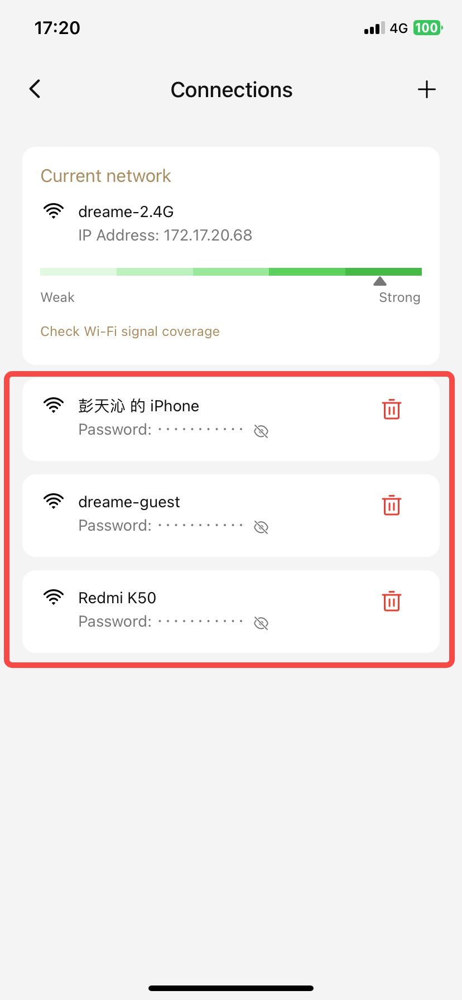 17:20
4G 100
Connections
Current network
dreame-2.4G
IP Address: 172.17.20.68
Weak
Strong
Check Wi-Fi signal coverage
彭天沁 的 iPhone
Password: ···········
dreame-guest
Password: ···········
Redmi K50
Password: ···········